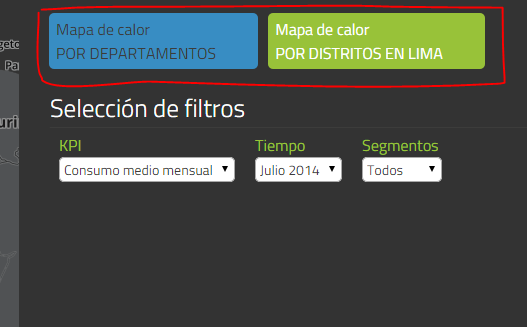 Mapa de calor
POR DEPARTAMENTOS
Mapa de calor
POR DISTRITOS EN LIMA
Selección de filtros
KPI
Consumo medio mensual
Tiempo
Julio 2014
Segmentos
Todos